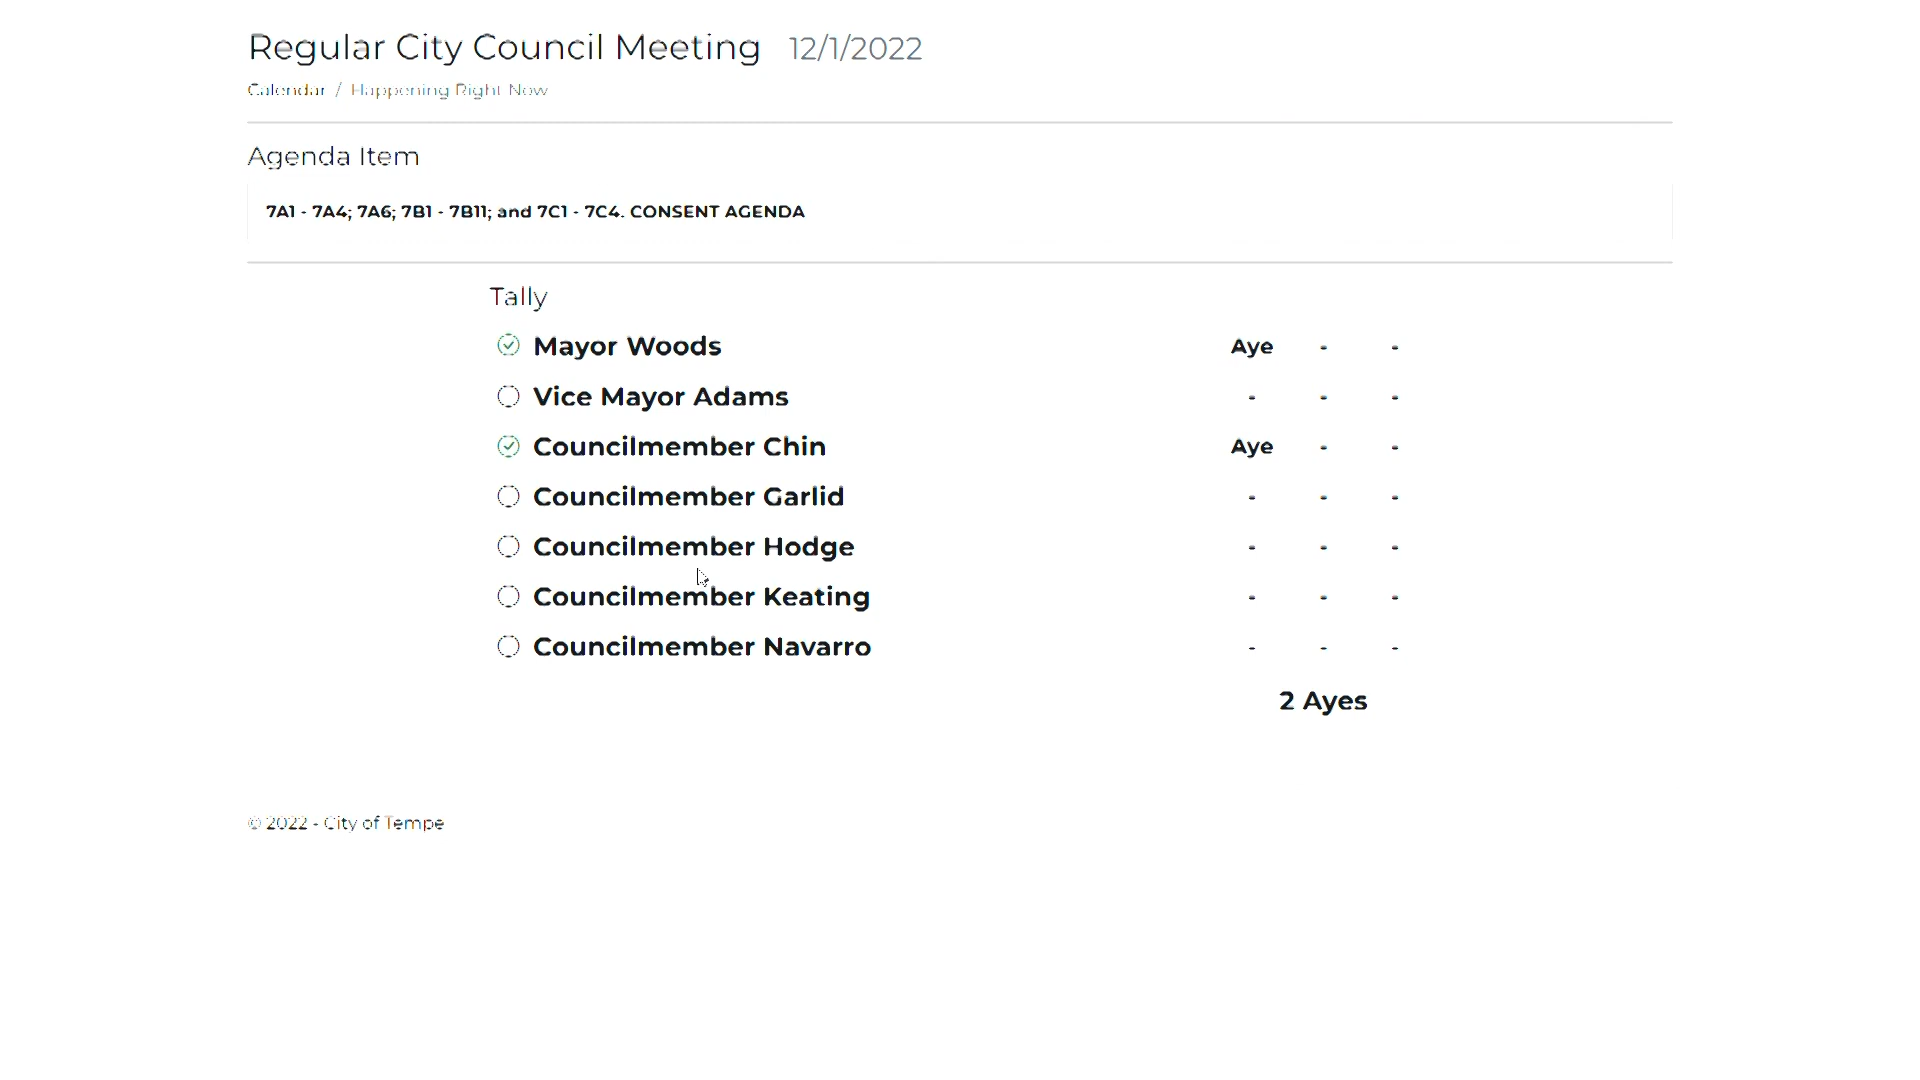 Regular City Council Meeting 12/1/2022
Calendar / Happening Right Now
Agenda Item
7A1 - 7A4; 7A6; 7B1 - 7B11; and 7C1 - 7C4. CONSENT AGENDA
Tally
Mayor Woods Aye - -
Vice Mayor Adams - - -
Councilmember Chin Aye - -
Councilmember Garlid - - -
Councilmember Hodge - - -
Councilmember Keating - - -
Councilmember Navarro - - -
2 Ayes
© 2022 - City of Tempe